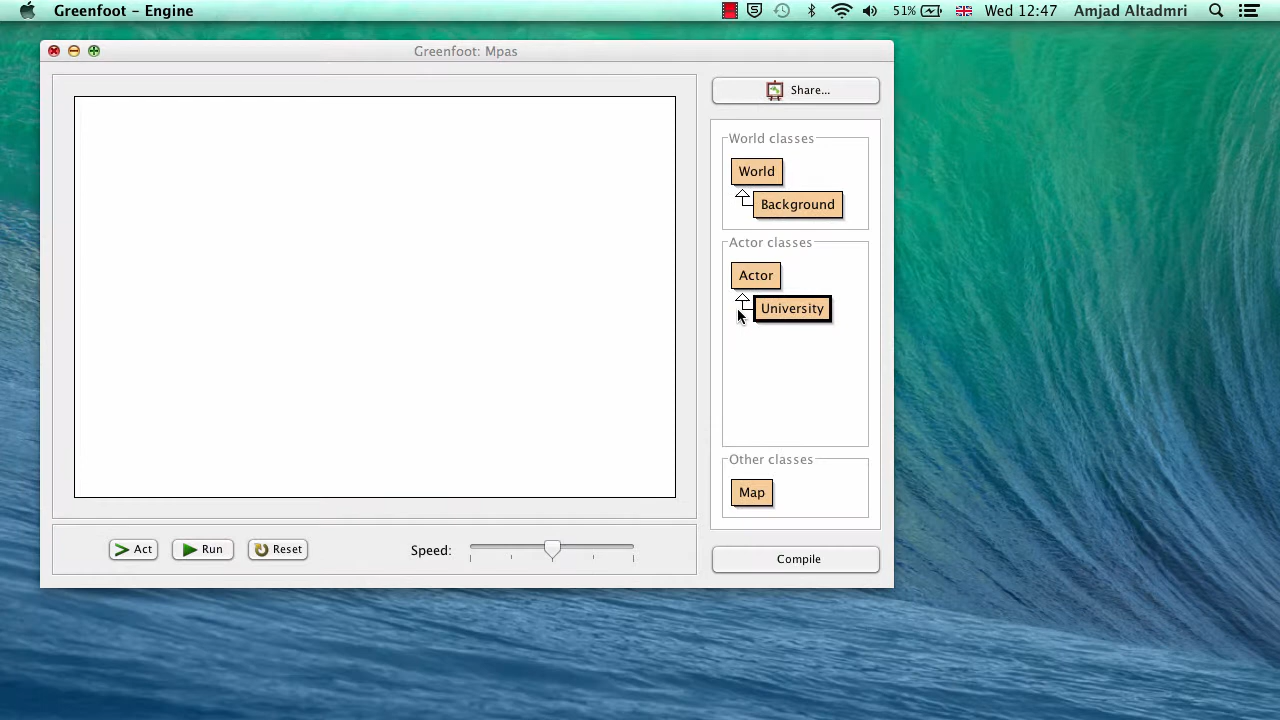 Greenfoot – Engine
51%
Wed 12:47
Amjad Altadmri
Greenfoot: Mpas
Share...
World classes
World
Background
Actor classes
Actor
University
Other classes
Map
Act
Run
Reset
Speed:
Compile